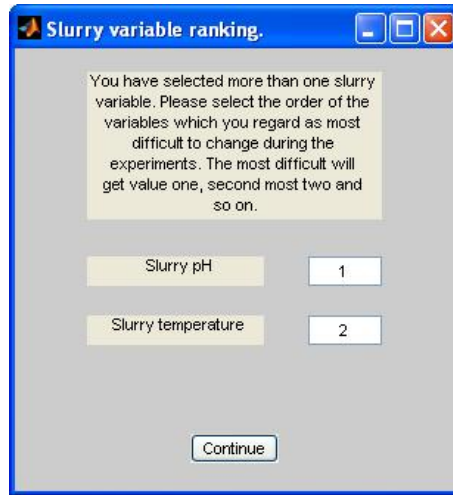 Slurry variable ranking.
You have selected more than one slurry
variable. Please select the order of the
variables which you regard as most
difficult to change during the
experiments. The most difficult will
get value one, second most two and
so on.
Slurry pH 1
Slurry temperature 2
Continue